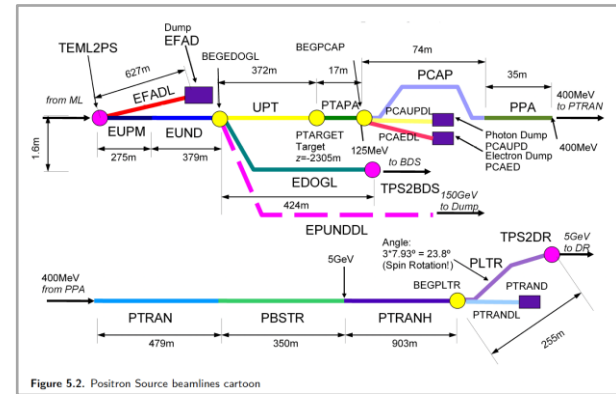 Dump
EFAD
TEML2PS
627m
BEGEDOGL
BEGPCAP
74m
372m
17m
PCAP
35m
from ML
EFADL
UPT
PTAPA
PCAUPDL
PPA
400MeV
to PTRAN
EUPM
EUND
PCAEDL
Photon Dump
PCAUPD
Electron Dump
PCAED
400MeV
1.6m
275m
379m
PTARGET
Target
z=-2305m
125MeV
to BDS
EDOGL
TPS2BDS
424m
150GeV
to Dump
EPUNDDL
TPS2DR
5GeV
to DR
Angle:
3*7.93º = 23.8º
(Spin Rotation!)
PLTR
400MeV
from PPA
5GeV
BEGPLTR
PTRAND
PTRAN
PBSTR
PTRANH
PTRANDL
479m
350m
903m
255m
Figure 5.2. Positron Source beamlines cartoon